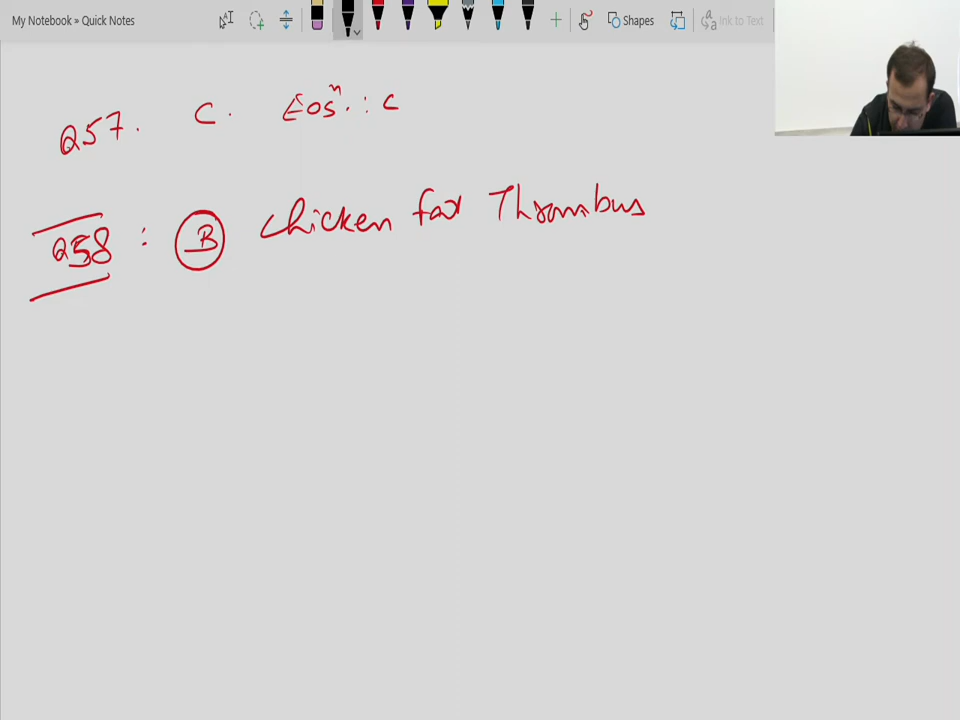 My Notebook » Quick Notes
Shapes
Ink to Text
Q57. C. Eosⁿ. : C
Q58 : B Chicken fat Thrombus